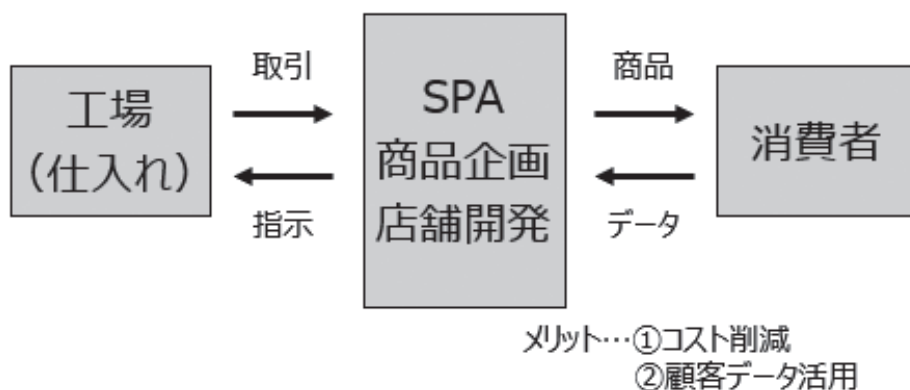 工場
（仕入れ）
取引
指示
SPA
商品企画
店舗開発
商品
データ
消費者
メリット…①コスト削減
②顧客データ活用